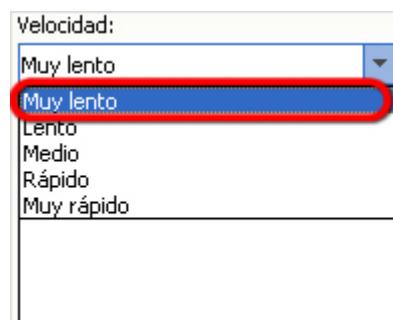 Velocidad:
Muy lento
Muy lento
Lento
Medio
Rápido
Muy rápido